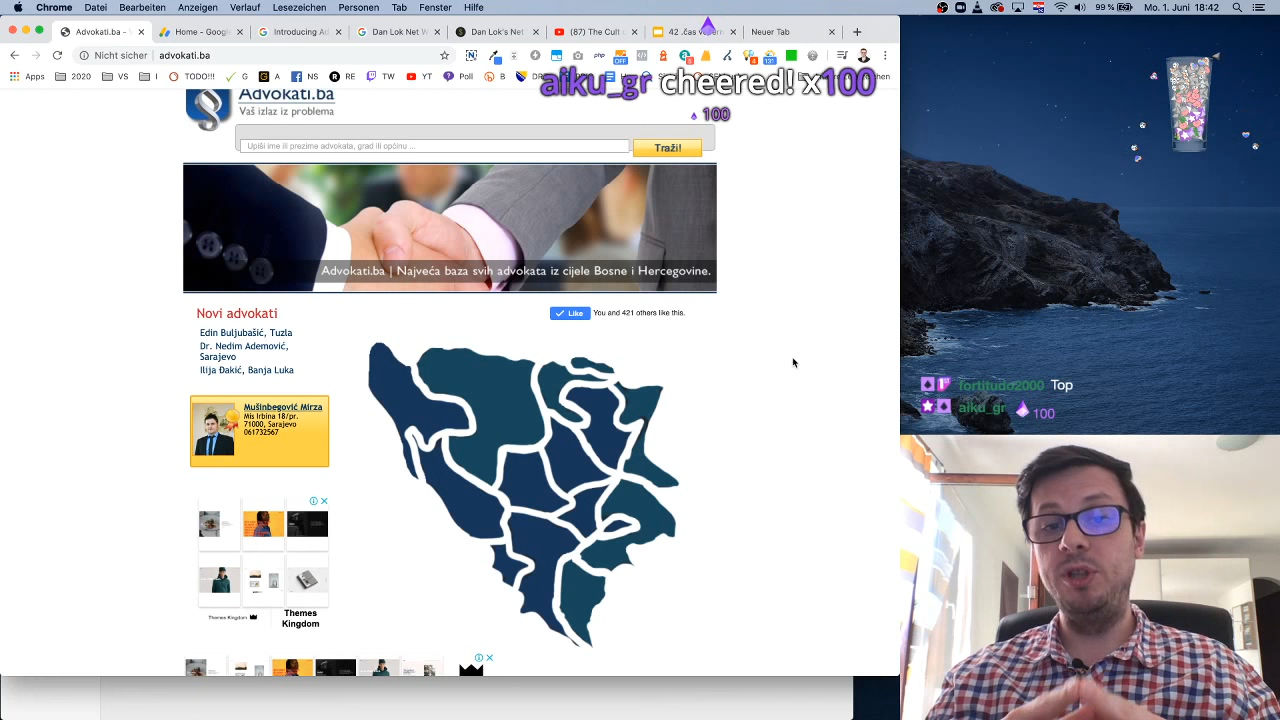 Chrome Datei Bearbeiten Anzeigen Verlauf Lesezeichen Personen Tab Fenster Hilfe
99 % Mo. 1. Juni 18:42
Advokati.ba -
Home - Goog
Introducing Ad
Dan Lok Net W
Dan Lok's Net
(87) The Cult
42 .čas
Neuer Tab
Nicht sicher | advokati.ba
Apps 2020 VS I TODO!!! G A NS RE TW YT Poll B
aiku_gr cheered! x100
100
Advokati.ba
Vaš izlaz iz problema
Upiši ime ili prezime advokata, grad ili općinu ...
Traži!
Advokati.ba | Najveća baza svih advokata iz cijele Bosne i Hercegovine.
Novi advokati
Edin Buljubašić, Tuzla
Dr. Nedim Ademović,
Sarajevo
Ilija Đakić, Banja Luka
Like
You and 421 others like this.
Mušinbegović Mirza
Mis Irbina 18/pr.
71000, Sarajevo
061732567
Themes Kingdom
Themes
Kingdom
fortitudo2000 Top
aiku_gr 100